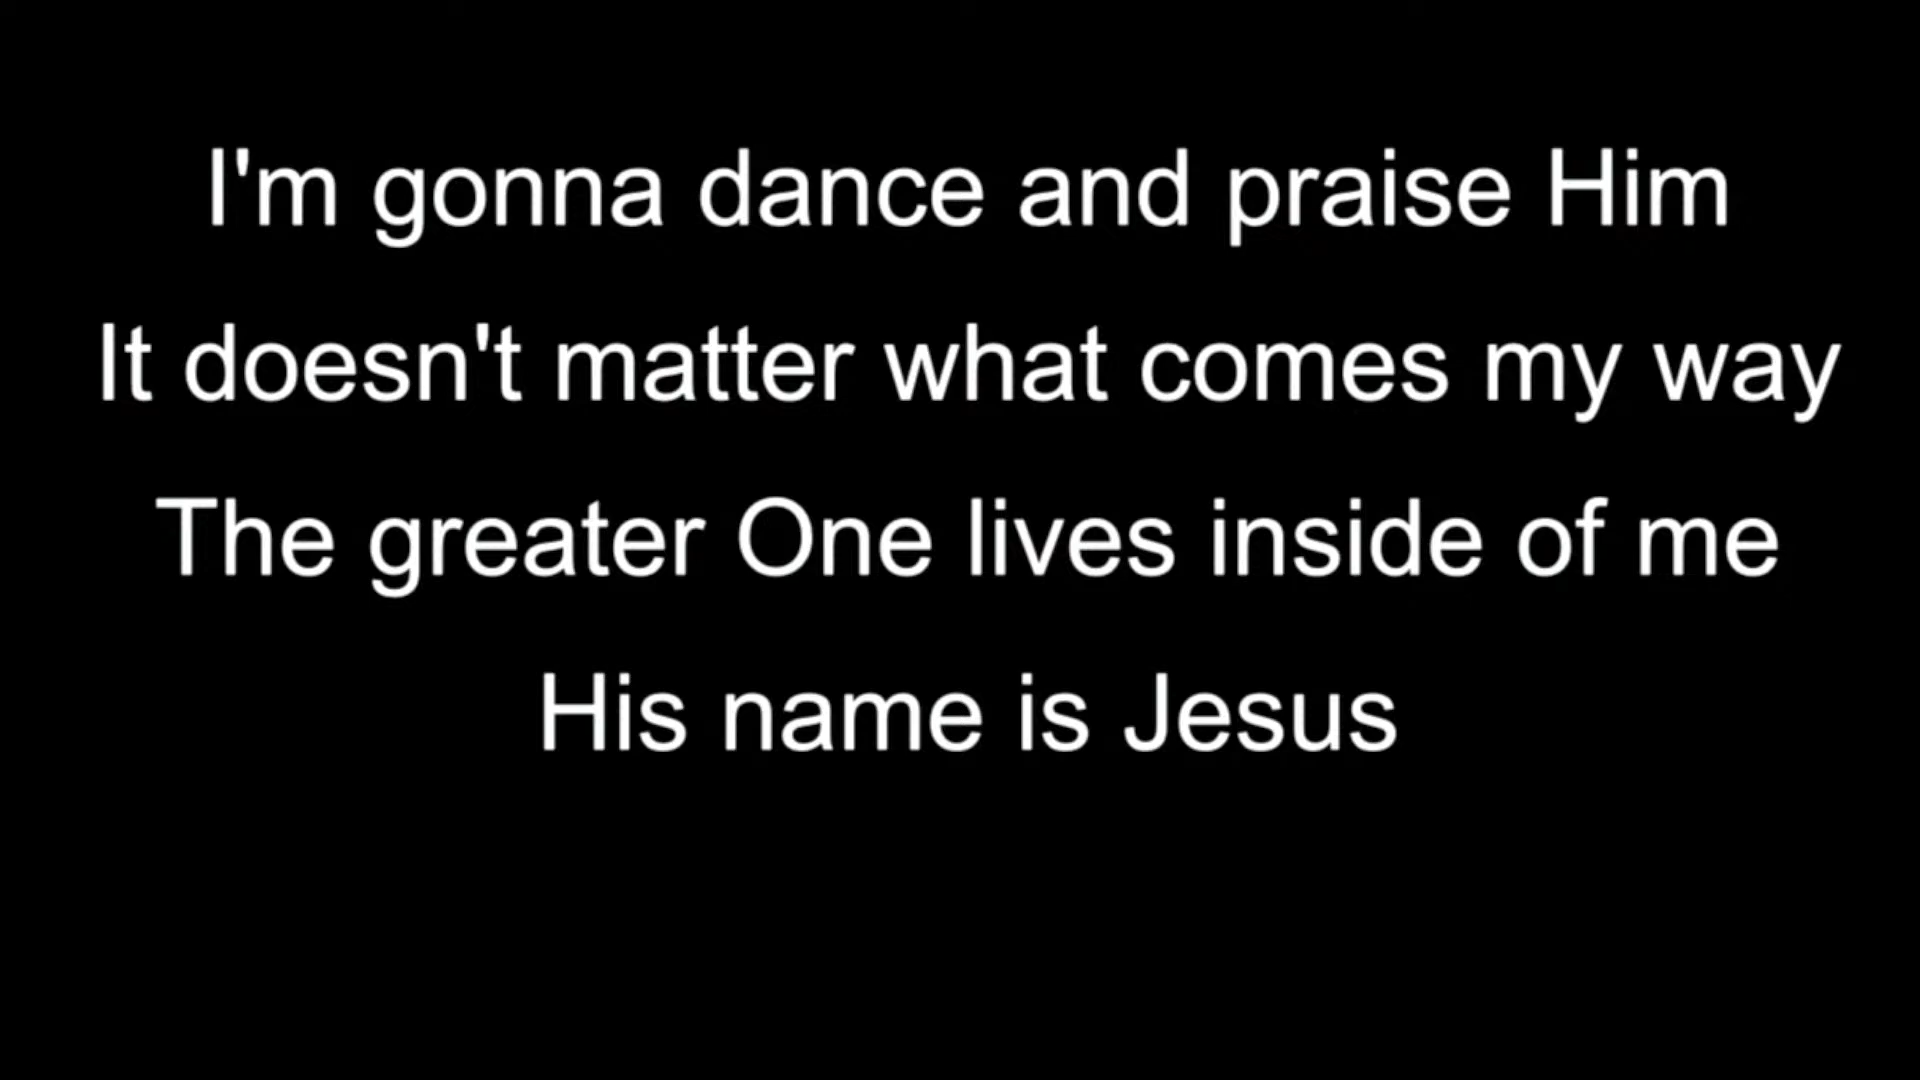 I'm gonna dance and praise Him
It doesn't matter what comes my way
The greater One lives inside of me
His name is Jesus